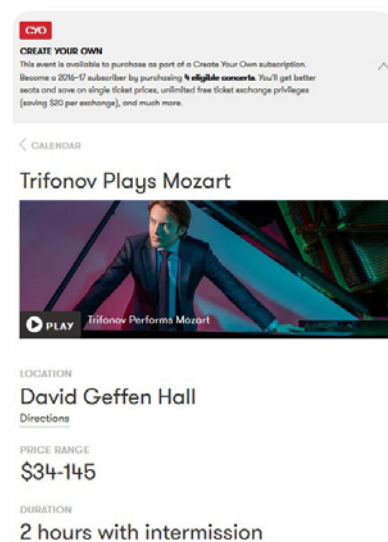 CYO
CREATE YOUR OWN
This event is available to purchase as part of a Create Your Own subscription.
Become a 2016-17 subscriber by purchasing 4 eligible concerts. You'll get better
seats and save on single ticket prices, unlimited free ticket exchange privileges
(saving $20 per exchange), and much more.
CALENDAR
Trifonov Plays Mozart
PLAY Trifonov Performs Mozart
LOCATION
David Geffen Hall
Directions
PRICE RANGE
$34-145
DURATION
2 hours with intermission